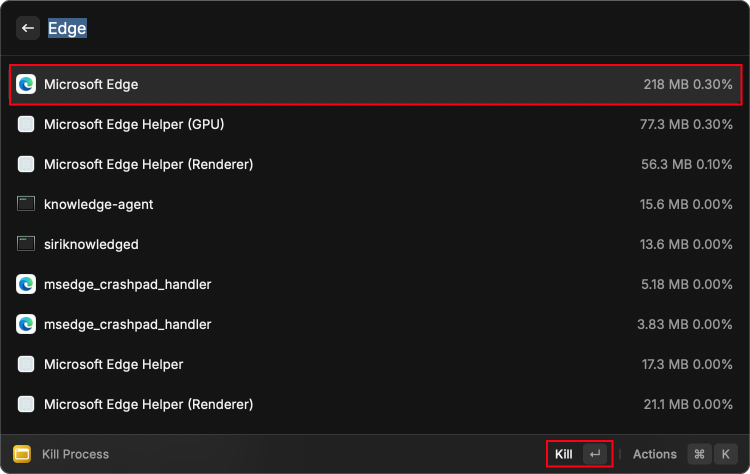 Edge
Microsoft Edge 218 MB 0.30%
Microsoft Edge Helper (GPU) 77.3 MB 0.30%
Microsoft Edge Helper (Renderer) 56.3 MB 0.10%
knowledge-agent 15.6 MB 0.00%
siriknowledged 13.6 MB 0.00%
msedge_crashpad_handler 5.18 MB 0.00%
msedge_crashpad_handler 3.83 MB 0.00%
Microsoft Edge Helper 17.3 MB 0.00%
Microsoft Edge Helper (Renderer) 21.1 MB 0.00%
Kill Process Kill ↵ Actions ⌘ K